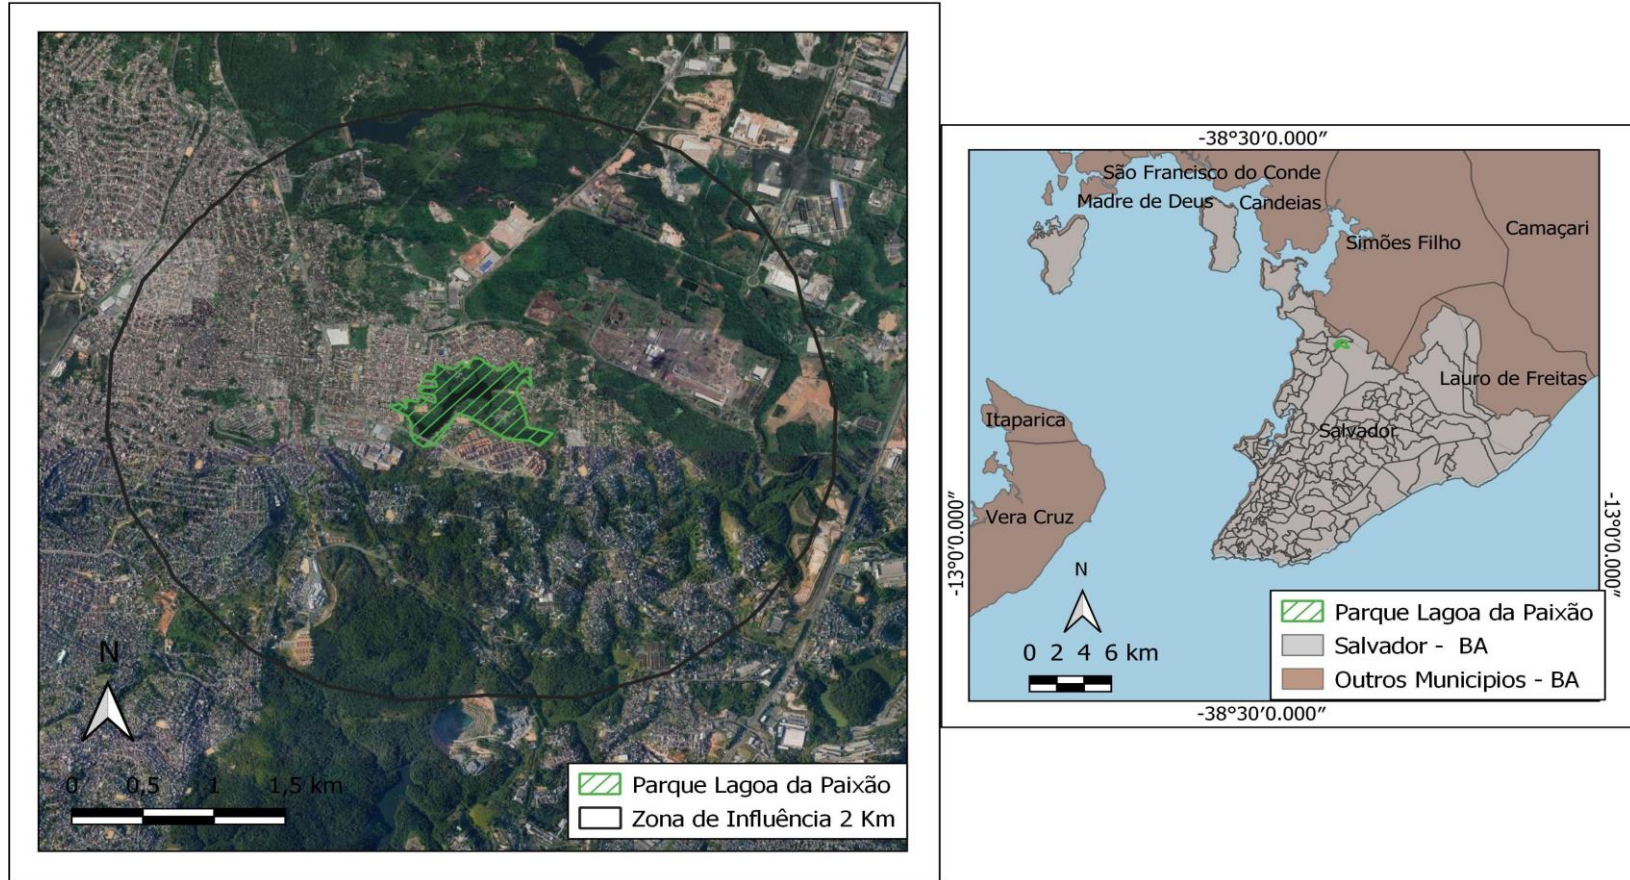 N
0 0,5 1 1,5 km
Parque Lagoa da Paixão
Zona de Influência 2 Km
-38°30'0.000"
São Francisco do Conde
Madre de Deus
Candeias
Camaçari
Simões Filho
Lauro de Freitas
Itaparica
Salvador
Vera Cruz
-13°0'0.000"
-13°0'0.000"
N
0 2 4 6 km
Parque Lagoa da Paixão
Salvador - BA
Outros Municipios - BA
-38°30'0.000"